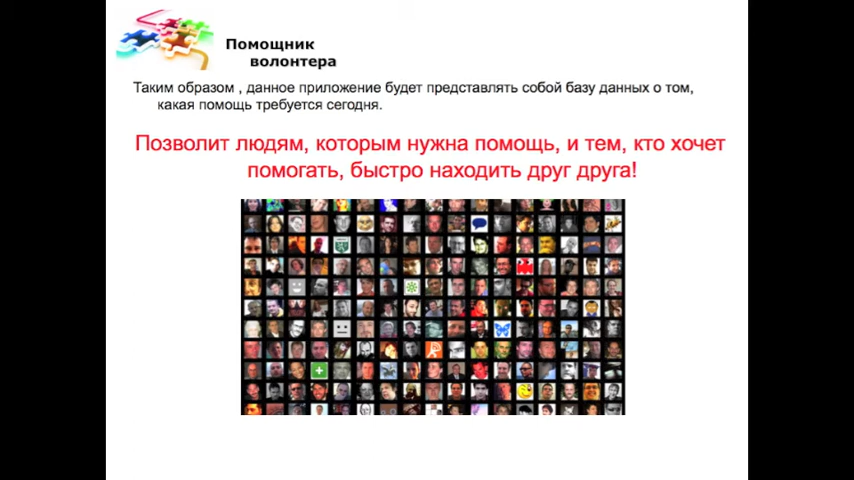 Помощник
волонтера
Таким образом , данное приложение будет представлять собой базу данных о том,
какая помощь требуется сегодня.
Позволит людям, которым нужна помощь, и тем, кто хочет
помогать, быстро находить друг друга!